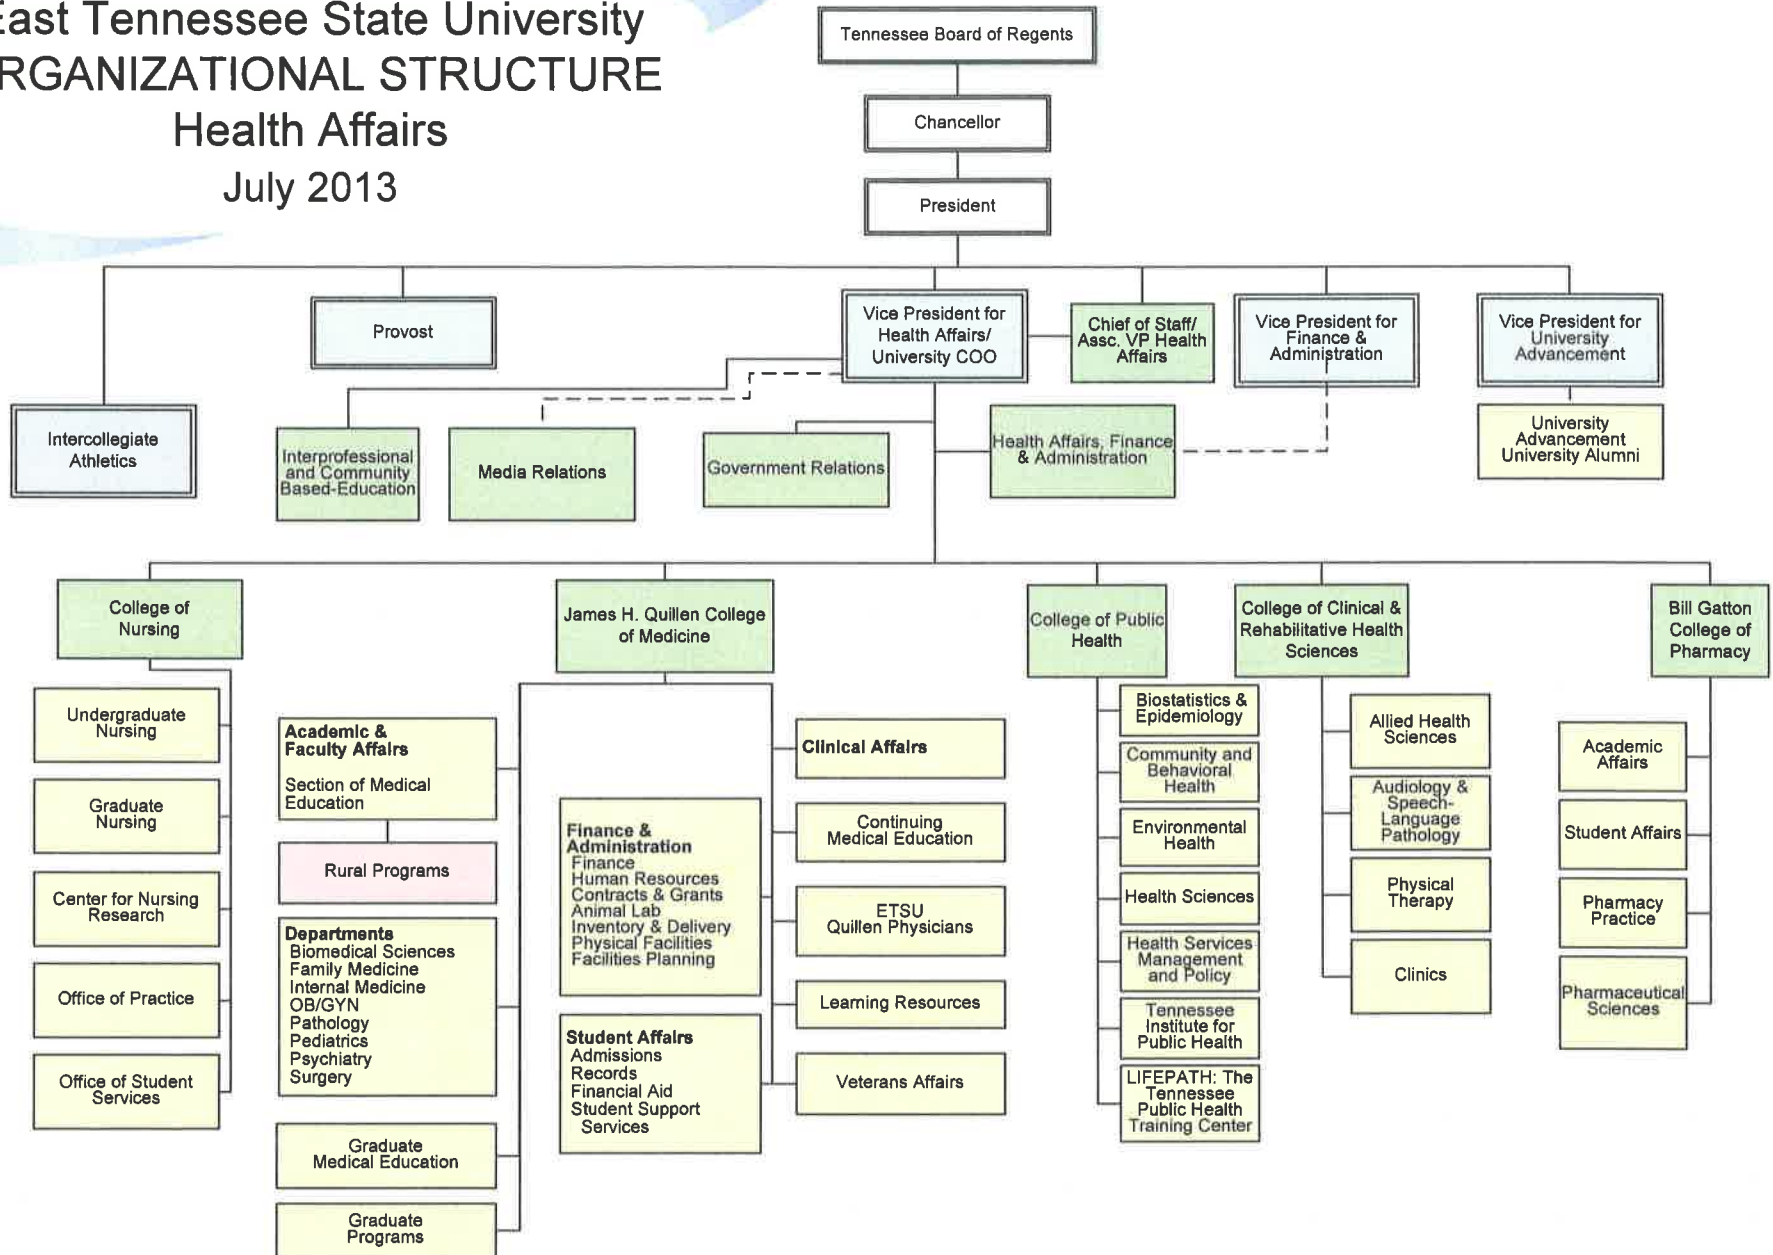 East Tennessee State University
ORGANIZATIONAL STRUCTURE
Health Affairs
July 2013
Tennessee Board of Regents
Chancellor
President
Intercollegiate
Athletics
Provost
Vice President for
Health Affairs/
University COO
Chief of Staff/
Assc. VP Health
Affairs
Vice President for
Finance &
Administration
Vice President for
University
Advancement
Interprofessional
and Community
Based-Education
Media Relations
Government Relations
Health Affairs, Finance
& Administration
University
Advancement
University Alumni
College of
Nursing
James H. Quillen College
of Medicine
College of Public
Health
College of Clinical &
Rehabilitative Health
Sciences
Bill Gatton
College of
Pharmacy
Undergraduate
Nursing
Graduate
Nursing
Center for Nursing
Research
Office of Practice
Office of Student
Services
Academic &
Faculty Affairs
Section of Medical
Education
Rural Programs
Departments
Biomedical Sciences
Family Medicine
Internal Medicine
OB/GYN
Pathology
Pediatrics
Psychiatry
Surgery
Graduate
Medical Education
Graduate
Programs
Finance &
Administration
Finance
Human Resources
Contracts & Grants
Animal Lab
Inventory & Delivery
Physical Facilities
Facilities Planning
Student Affairs
Admissions
Records
Financial Aid
Student Support
Services
Clinical Affairs
Continuing
Medical Education
ETSU
Quillen Physicians
Learning Resources
Veterans Affairs
Biostatistics &
Epidemiology
Community and
Behavioral
Health
Environmental
Health
Health Sciences
Health Services
Management
and Policy
Tennessee
Institute for
Public Health
LIFEPATH: The
Tennessee
Public Health
Training Center
Allied Health
Sciences
Audiology &
Speech-
Language
Pathology
Physical
Therapy
Clinics
Academic
Affairs
Student Affairs
Pharmacy
Practice
Pharmaceutical
Sciences